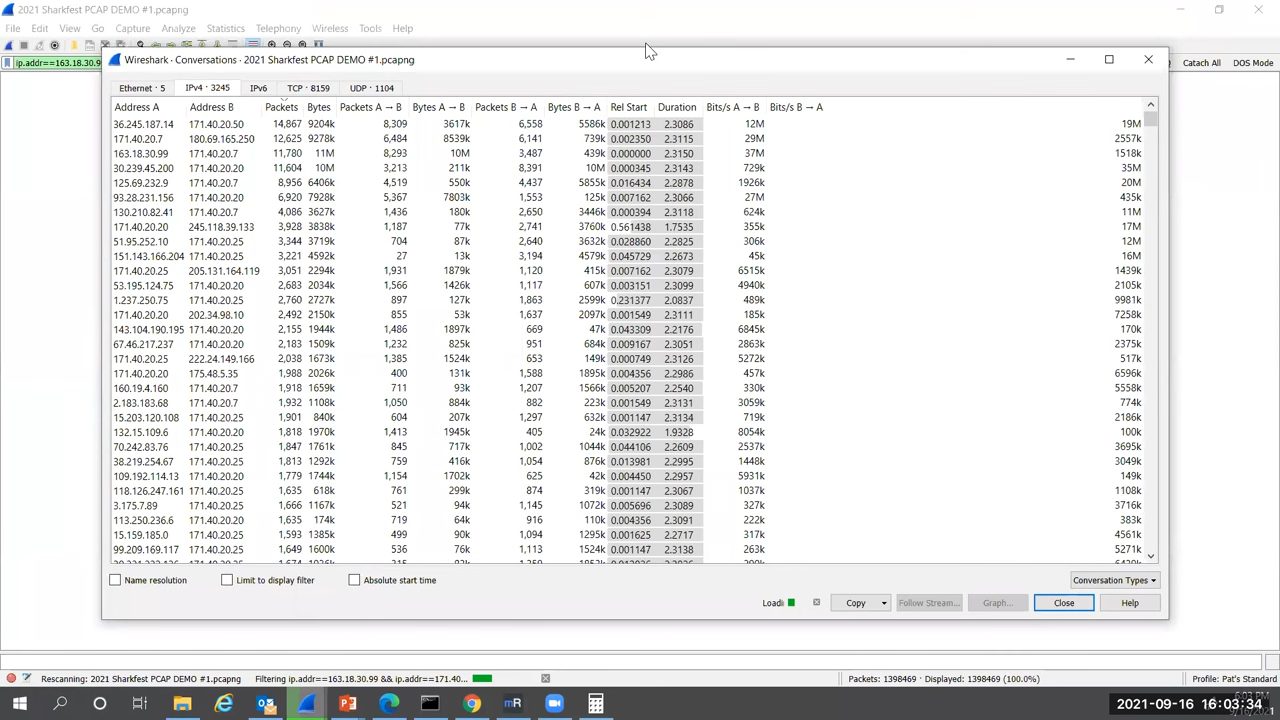 2021 Sharkfest PCAP DEMO #1.pcapng
File Edit View Go Capture Analyze Statistics Telephony Wireless Tools Help
ip.addr==163.18.30.99
Catch All DOS Mode
Wireshark · Conversations · 2021 Sharkfest PCAP DEMO #1.pcapng
Ethernet · 5 IPv4 · 3245 IPv6 TCP · 8159 UDP · 1104
Address A Address B Packets Bytes Packets A → B Bytes A → B Packets B → A Bytes B → A Rel Start Duration Bits/s A → B Bits/s B → A
36.245.187.14 171.40.20.50 14,867 9204k 8,309 3617k 6,558 5586k 0.001213 2.3086 12M 19M
171.40.20.7 180.69.165.250 12,625 9278k 6,484 8539k 6,141 739k 0.002350 2.3115 29M 2557k
163.18.30.99 171.40.20.7 11,780 11M 8,293 10M 3,487 439k 0.000000 2.3150 37M 1518k
30.239.45.200 171.40.20.20 11,604 10M 3,213 211k 8,391 10M 0.000345 2.3143 729k 35M
125.69.232.9 171.40.20.7 8,956 6406k 4,519 550k 4,437 5855k 0.016434 2.2878 1926k 20M
93.28.231.156 171.40.20.20 6,920 7928k 5,367 7803k 1,553 125k 0.007162 2.3066 27M 435k
130.210.82.41 171.40.20.7 4,086 3627k 1,436 180k 2,650 3446k 0.000394 2.3118 624k 11M
171.40.20.20 245.118.39.133 3,928 3838k 1,187 77k 2,741 3760k 0.561438 1.7535 355k 17M
51.95.252.10 171.40.20.25 3,344 3719k 704 87k 2,640 3632k 0.028860 2.2825 306k 12M
151.143.166.204 171.40.20.25 3,221 4592k 27 13k 3,194 4579k 0.045729 2.2673 45k 16M
171.40.20.25 205.131.164.119 3,051 2294k 1,931 1879k 1,120 415k 0.007162 2.3079 6515k 1439k
53.195.124.75 171.40.20.20 2,683 2034k 1,566 1426k 1,117 607k 0.003151 2.3099 4940k 2105k
1.237.250.75 171.40.20.25 2,760 2727k 897 127k 1,863 2599k 0.231377 2.0837 489k 9981k
171.40.20.20 202.34.98.10 2,492 2150k 855 53k 1,637 2097k 0.001549 2.3111 185k 7258k
143.104.190.195 171.40.20.20 2,155 1944k 1,486 1897k 669 47k 0.043309 2.2176 6845k 170k
67.46.217.237 171.40.20.20 2,183 1509k 1,232 825k 951 684k 0.009167 2.3051 2863k 2375k
171.40.20.25 222.24.149.166 2,038 1673k 1,385 1524k 653 149k 0.000749 2.3126 5272k 517k
171.40.20.20 175.48.5.35 1,988 2026k 400 131k 1,588 1895k 0.004356 2.2986 457k 6596k
160.19.4.160 171.40.20.7 1,918 1659k 711 93k 1,207 1566k 0.005207 2.2540 330k 5558k
2.183.183.68 171.40.20.7 1,932 1108k 1,050 884k 882 223k 0.001549 2.3131 3059k 774k
15.203.120.108 171.40.20.25 1,901 840k 604 207k 1,297 632k 0.001147 2.3134 719k 2186k
132.15.109.6 171.40.20.20 1,818 1970k 1,413 1945k 405 24k 0.032922 1.9328 8054k 100k
70.242.83.76 171.40.20.25 1,847 1761k 845 717k 1,002 1044k 0.044106 2.2609 2537k 3695k
38.219.254.67 171.40.20.25 1,813 1292k 759 416k 1,054 876k 0.013981 2.2995 1448k 3049k
109.192.114.13 171.40.20.20 1,779 1744k 1,154 1702k 625 42k 0.004450 2.2957 5931k 149k
118.126.247.161 171.40.20.25 1,635 618k 761 299k 874 319k 0.001147 2.3067 1037k 1108k
3.175.7.89 171.40.20.25 1,666 1167k 521 94k 1,145 1072k 0.005696 2.3089 327k 3716k
113.250.236.6 171.40.20.20 1,635 174k 719 64k 916 110k 0.004356 2.3091 222k 383k
15.159.185.0 171.40.20.25 1,593 1385k 499 90k 1,094 1295k 0.001625 2.2717 317k 4561k
99.209.169.117 171.40.20.25 1,649 1600k 536 76k 1,113 1524k 0.001147 2.3138 263k 5271k
Name resolution Limit to display filter Absolute start time Conversation Types
Loadi Copy Follow Stream... Graph... Close Help
Rescanning: 2021 Sharkfest PCAP DEMO #1.pcapng Filtering ip.addr==163.18.30.99 && ip.addr==171.40... Packets: 1398469 · Displayed: 1398469 (100.0%) Profile: Pat's Standard
2021-09-16 16:03:34